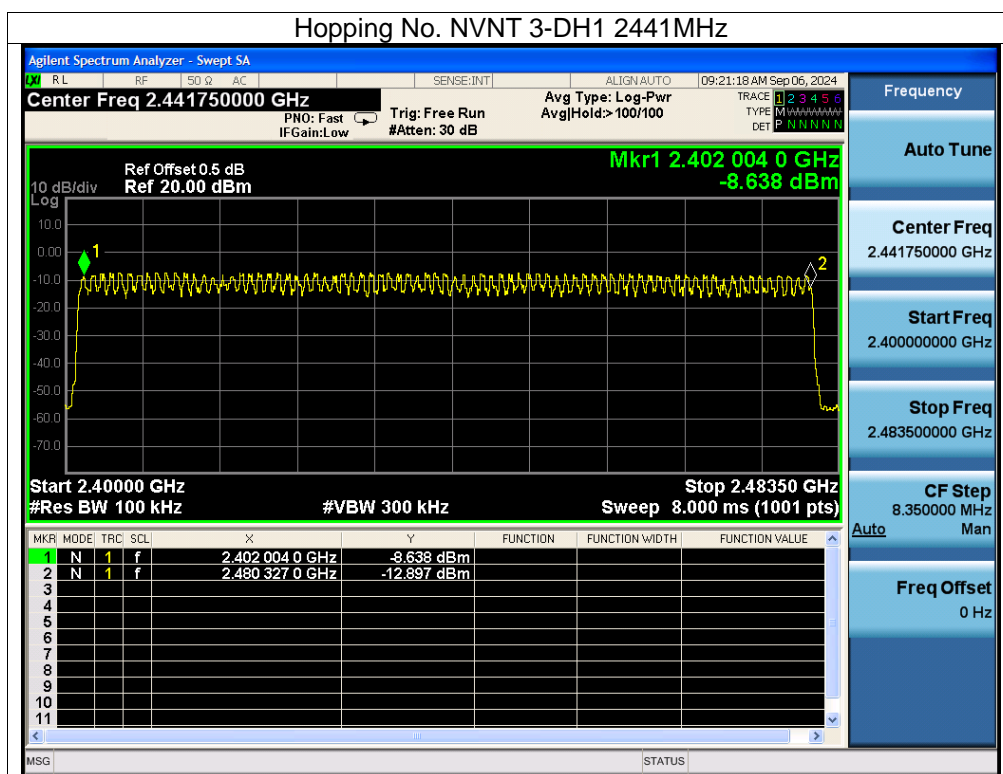 Hopping No. NVNT 3-DH1 2441MHz
Agilent Spectrum Analyzer - Swept SA
LXI RL RF 50 Ω AC SENSE:INT ALIGN AUTO 09:21:18 AM Sep 06, 2024
Center Freq 2.441750000 GHz
PNO: Fast
IFGain:Low
Trig: Free Run
#Atten: 30 dB
Avg Type: Log-Pwr
Avg|Hold:>100/100
TRACE 1 2 3 4 5 6
TYPE M
DET P N N N N N
Frequency
Auto Tune
Center Freq
2.441750000 GHz
Start Freq
2.400000000 GHz
Stop Freq
2.483500000 GHz
CF Step
8.350000 MHz
Auto Man
Freq Offset
0 Hz
Mkr1 2.402 004 0 GHz
-8.638 dBm
Ref Offset 0.5 dB
10 dB/div Ref 20.00 dBm
Log
10.0
0.00
-10.0
-20.0
-30.0
-40.0
-50.0
-60.0
-70.0
1
2
Start 2.40000 GHz Stop 2.48350 GHz
#Res BW 100 kHz #VBW 300 kHz Sweep 8.000 ms (1001 pts)
MKR MODE TRC SCL X Y FUNCTION FUNCTION WIDTH FUNCTION VALUE
1 N 1 f 2.402 004 0 GHz -8.638 dBm
2 N 1 f 2.480 327 0 GHz -12.897 dBm
3
4
5
6
7
8
9
10
11
MSG STATUS